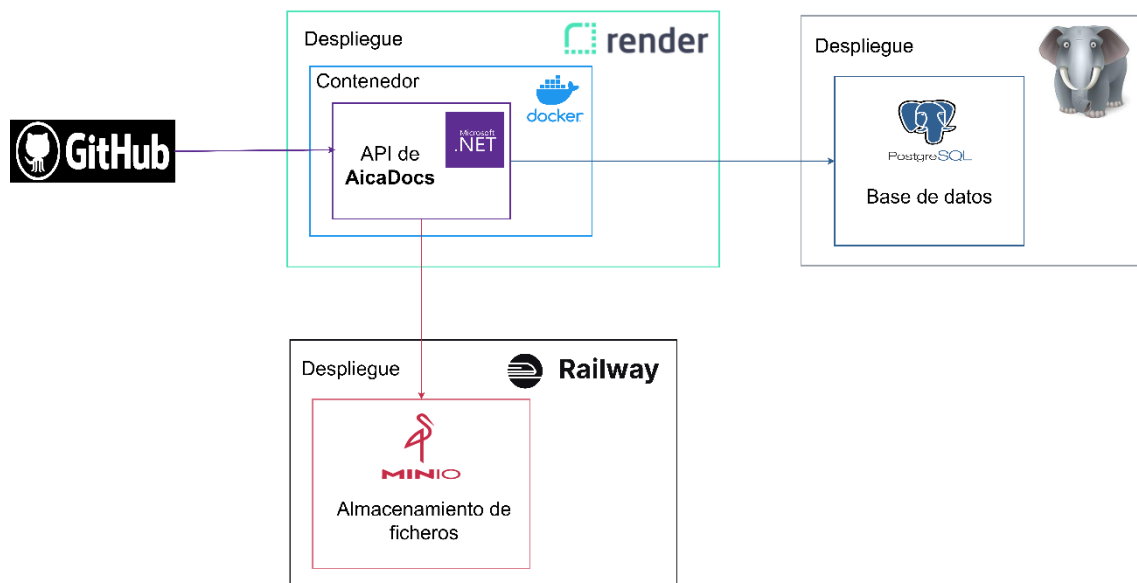 GitHub
Despliegue
render
Contenedor
docker
Microsoft
.NET
API de
AicaDocs
Despliegue
PostgreSQL
Base de datos
Despliegue
Railway
MINIO
Almacenamiento de
ficheros